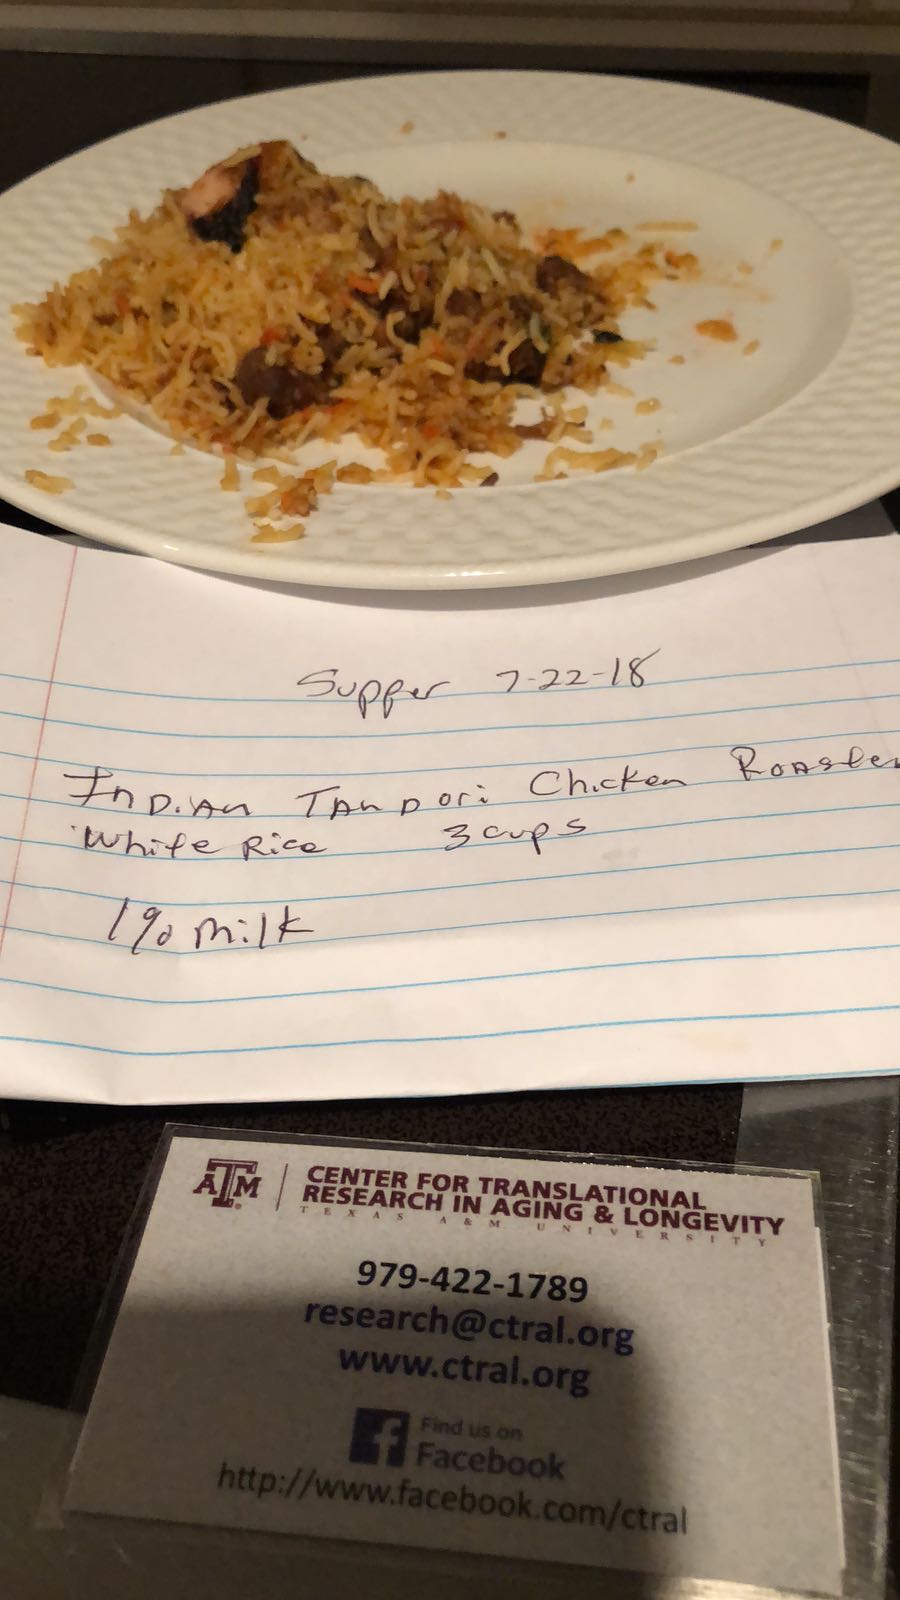 Supper 7-22-18
Indian Tandori Chicken Roasted
White Rice 3 cups
1% milk
ATM
CENTER FOR TRANSLATIONAL
RESEARCH IN AGING & LONGEVITY
TEXAS A&M UNIVERSITY
979-422-1789
research@ctral.org
www.ctral.org
f Find us on
Facebook
http://www.facebook.com/ctral